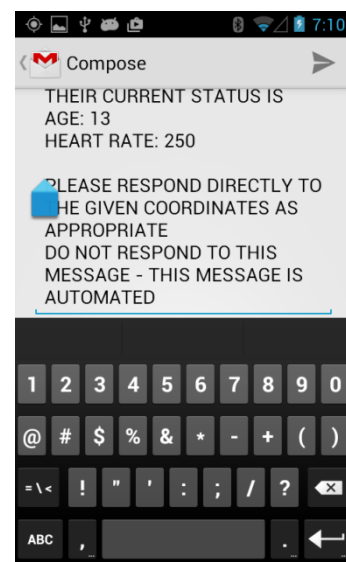 7:10
Compose
THEIR CURRENT STATUS IS
AGE: 13
HEART RATE: 250
PLEASE RESPOND DIRECTLY TO
THE GIVEN COORDINATES AS
APPROPRIATE
DO NOT RESPOND TO THIS
MESSAGE - THIS MESSAGE IS
AUTOMATED
1 2 3 4 5 6 7 8 9 0
@ # $ % & * - + ( )
= \ < ! " ' : ; / ?
ABC , ... . ...